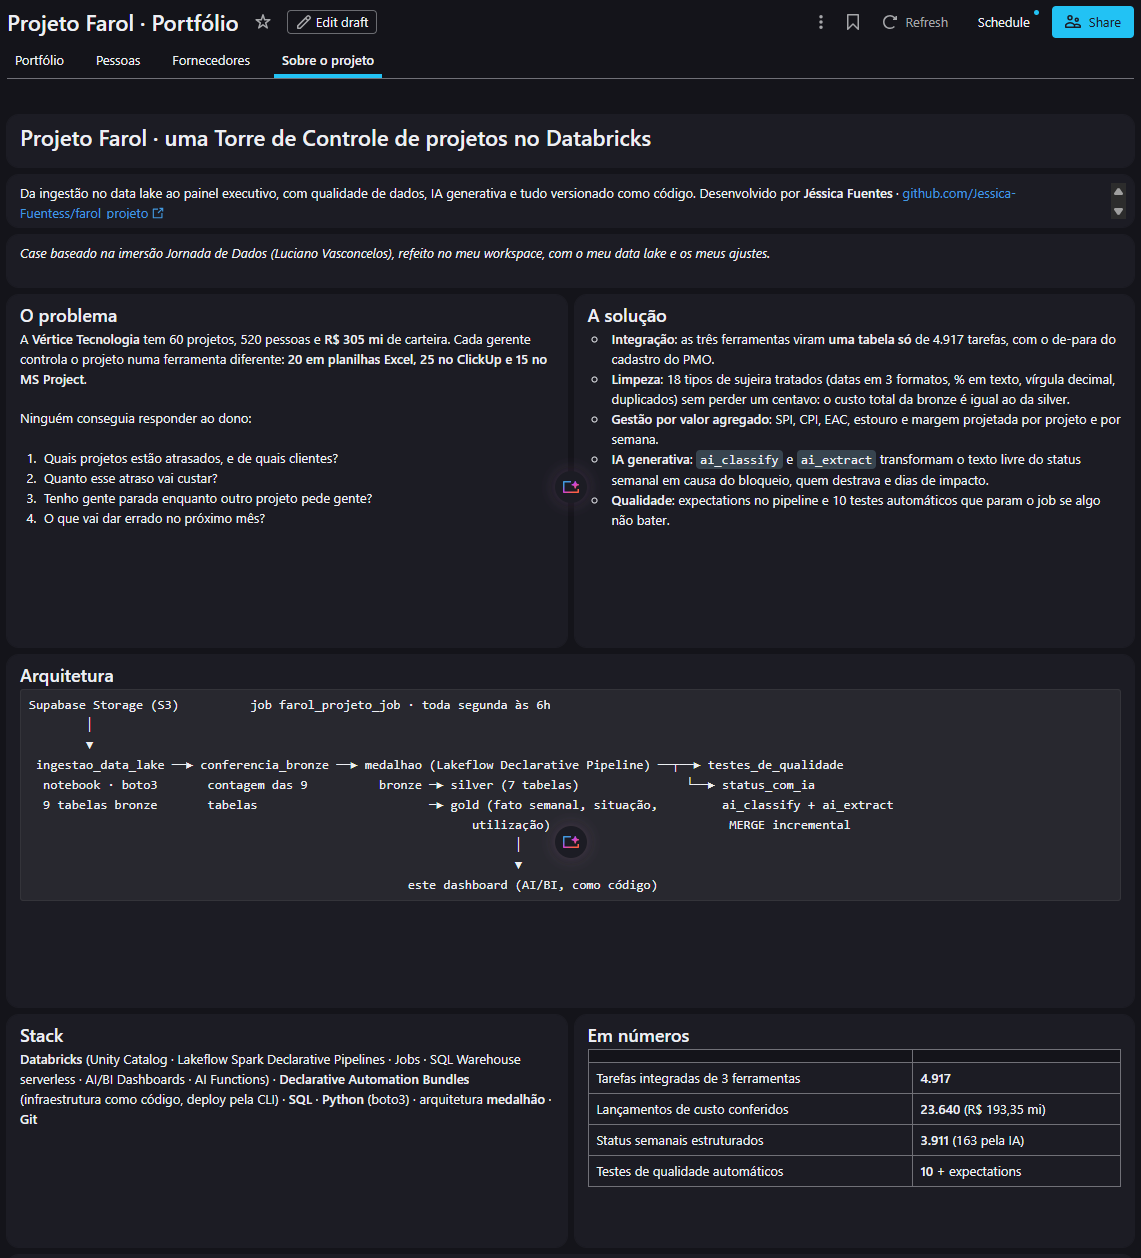 Projeto Farol · Portfólio
Edit draft
Refresh
Schedule
Share
Portfólio
Pessoas
Fornecedores
Sobre o projeto
Projeto Farol · uma Torre de Controle de projetos no Databricks
Da ingestão no data lake ao painel executivo, com qualidade de dados, IA generativa e tudo versionado como código. Desenvolvido por Jéssica Fuentes · github.com/Jessica-
Fuentess/farol_projeto
Case baseado na imersão Jornada de Dados (Luciano Vasconcelos), refeito no meu workspace, com o meu data lake e os meus ajustes.
O problema
A Vértice Tecnologia tem 60 projetos, 520 pessoas e R$ 305 mi de carteira. Cada gerente
controla o projeto numa ferramenta diferente: 20 em planilhas Excel, 25 no ClickUp e 15 no
MS Project.
Ninguém conseguia responder ao dono:
1. Quais projetos estão atrasados, e de quais clientes?
2. Quanto esse atraso vai custar?
3. Tenho gente parada enquanto outro projeto pede gente?
4. O que vai dar errado no próximo mês?
A solução
Integração: as três ferramentas viram uma tabela só de 4.917 tarefas, com o de-para do
cadastro do PMO.
Limpeza: 18 tipos de sujeira tratados (datas em 3 formatos, % em texto, vírgula decimal,
duplicados) sem perder um centavo: o custo total da bronze é igual ao da silver.
Gestão por valor agregado: SPI, CPI, EAC, estouro e margem projetada por projeto e por
semana.
IA generativa: ai_classify e ai_extract transformam o texto livre do status
semanal em causa do bloqueio, quem destrava e dias de impacto.
Qualidade: expectations no pipeline e 10 testes automáticos que param o job se algo
não bater.
Arquitetura
Supabase Storage (S3) job farol_projeto_job · toda segunda às 6h
ingestao_data_lake conferencia_bronze medalhao (Lakeflow Declarative Pipeline) testes_de_qualidade
notebook · boto3 contagem das 9 bronze silver (7 tabelas) status_com_ia
9 tabelas bronze tabelas gold (fato semanal, situação, ai_classify + ai_extract
utilização) MERGE incremental
este dashboard (AI/BI, como código)
Stack
Databricks (Unity Catalog · Lakeflow Spark Declarative Pipelines · Jobs · SQL Warehouse
serverless · AI/BI Dashboards · AI Functions) · Declarative Automation Bundles
(infraestrutura como código, deploy pela CLI) · SQL · Python (boto3) · arquitetura medalhão ·
Git
Em números
Tarefas integradas de 3 ferramentas 4.917
Lançamentos de custo conferidos 23.640 (R$ 193,35 mi)
Status semanais estruturados 3.911 (163 pela IA)
Testes de qualidade automáticos 10 + expectations